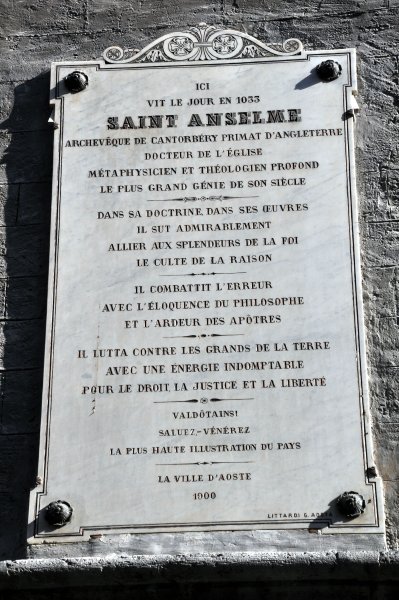 ICI
VIT LE JOUR EN 1033
SAINT ANSELME
ARCHEVÊQUE DE CANTORBÉRY PRIMAT D'ANGLETERRE
DOCTEUR DE L'ÉGLISE
MÉTAPHYSICIEN ET THÉOLOGIEN PROFOND
LE PLUS GRAND GÉNIE DE SON SIÈCLE
DANS SA DOCTRINE, DANS SES ŒUVRES
IL SUT ADMIRABLEMENT
ALLIER AUX SPLENDEURS DE LA FOI
LE CULTE DE LA RAISON
IL COMBATTIT L'ERREUR
AVEC L'ÉLOQUENCE DU PHILOSOPHE
ET L'ARDEUR DES APÔTRES
IL LUTTA CONTRE LES GRANDS DE LA TERRE
AVEC UNE ÉNERGIE INDOMPTABLE
POUR LE DROIT, LA JUSTICE ET LA LIBERTÉ
VALDÔTAINS!
SALUEZ-VÉNÉREZ
LA PLUS HAUTE ILLUSTRATION DU PAYS
LA VILLE D'AOSTE
1900
G. AOSTA